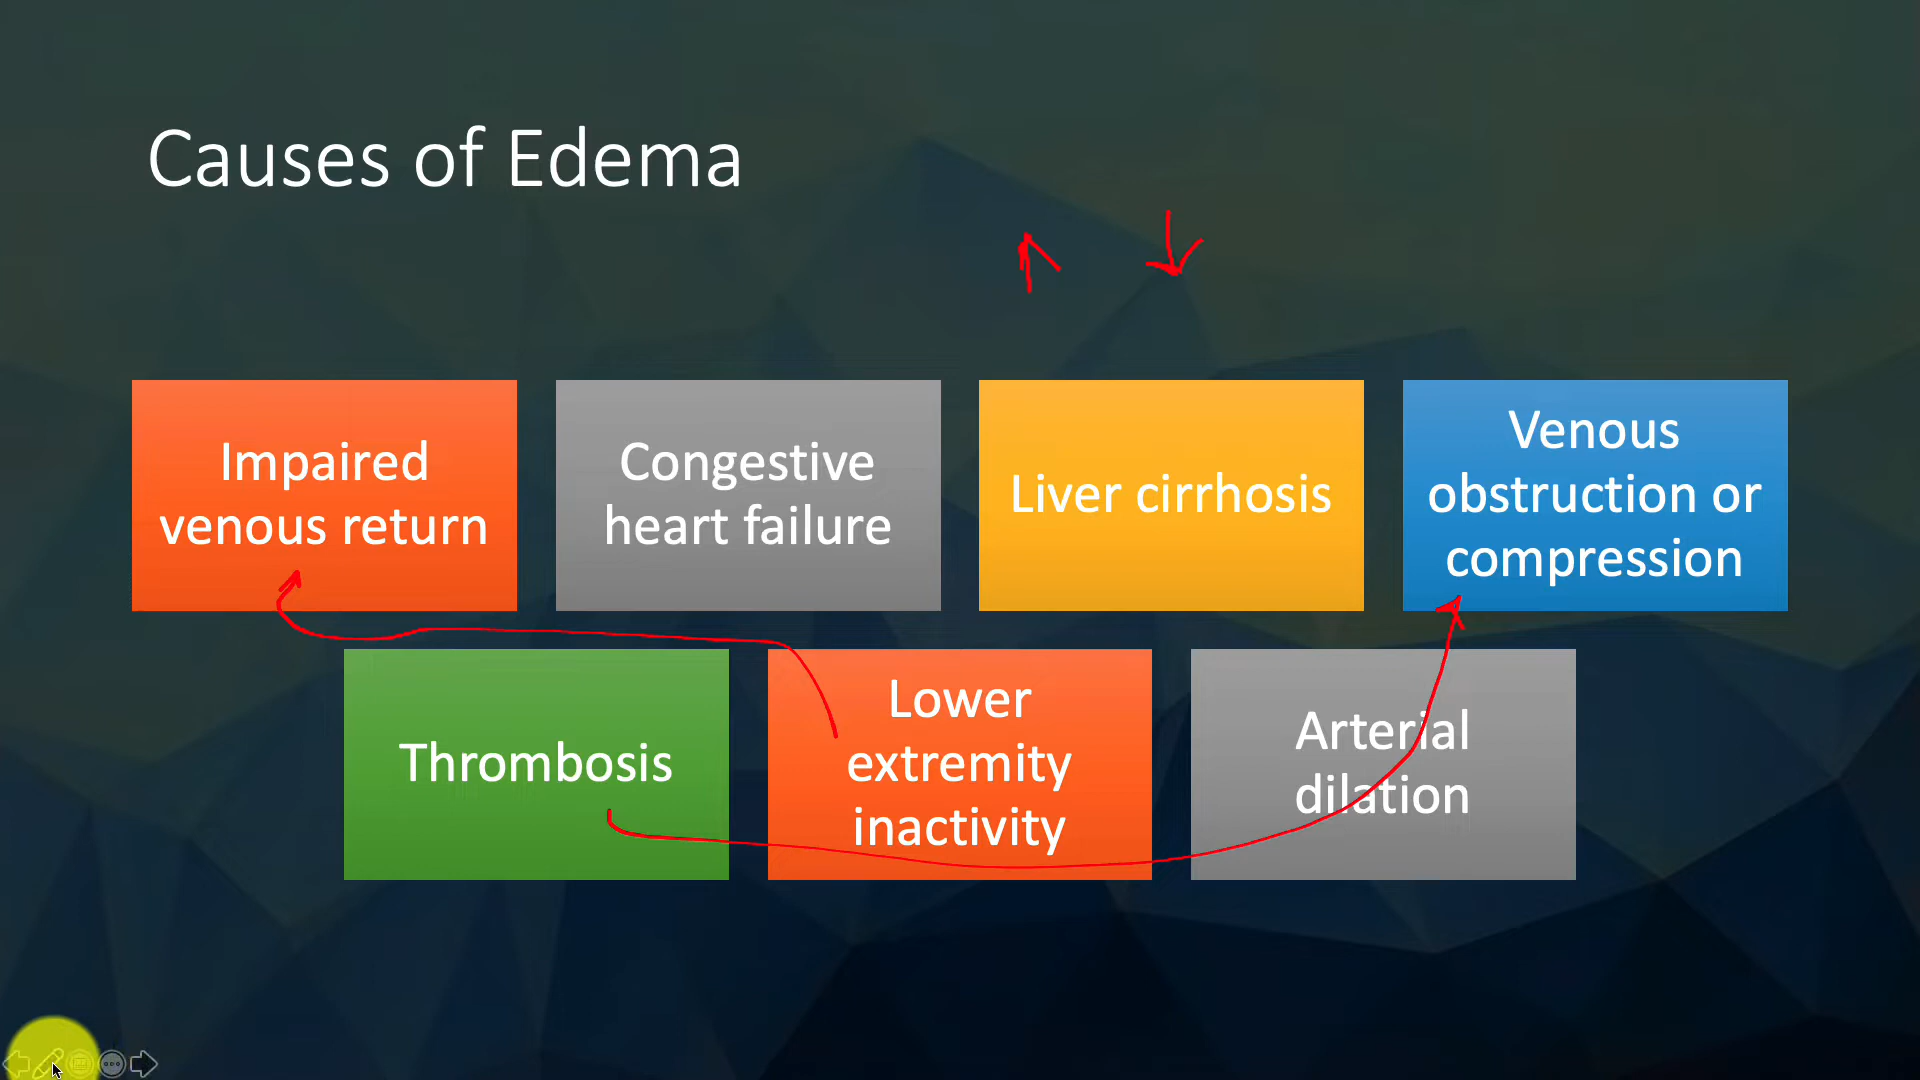 Causes of Edema
Impaired
venous return
Congestive
heart failure
Liver cirrhosis
Venous
obstruction or
compression
Thrombosis
Lower
extremity
inactivity
Arterial
dilation